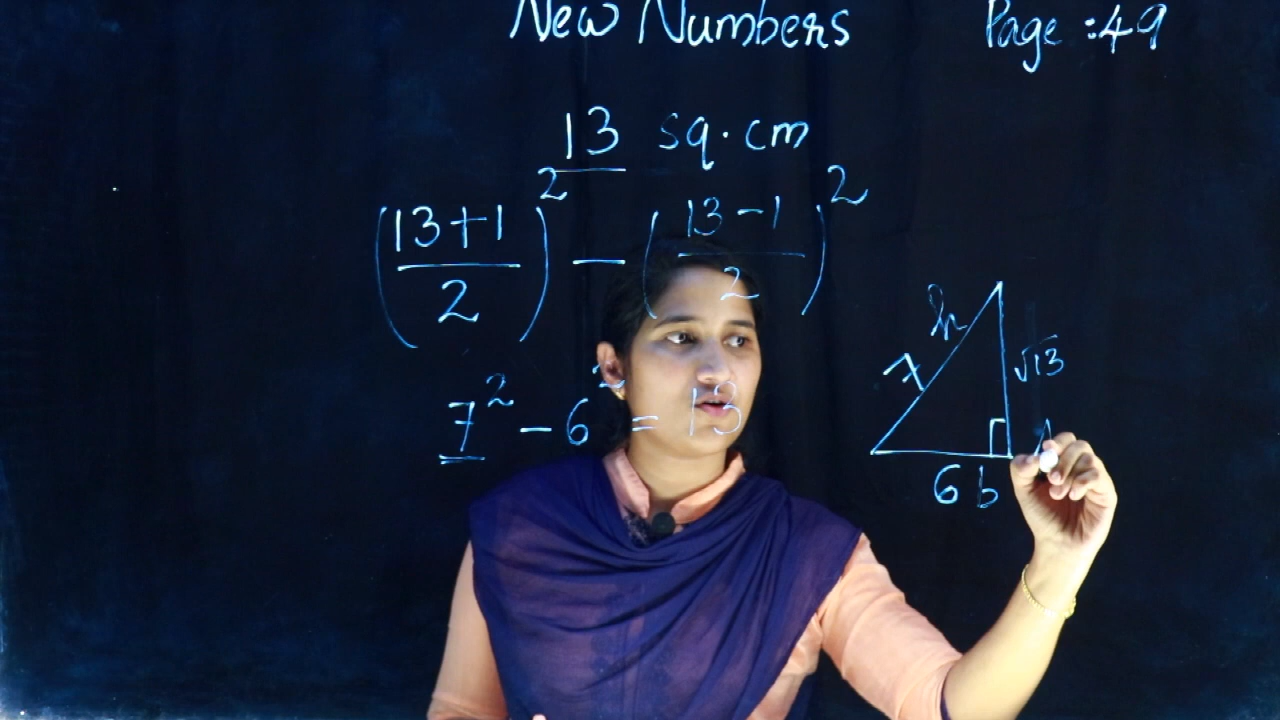 New Numbers
Page :49
13 sq.cm
(13+1/2)² - (13-1/2)²
7² - 6² = 13
h
7
√13
6 b